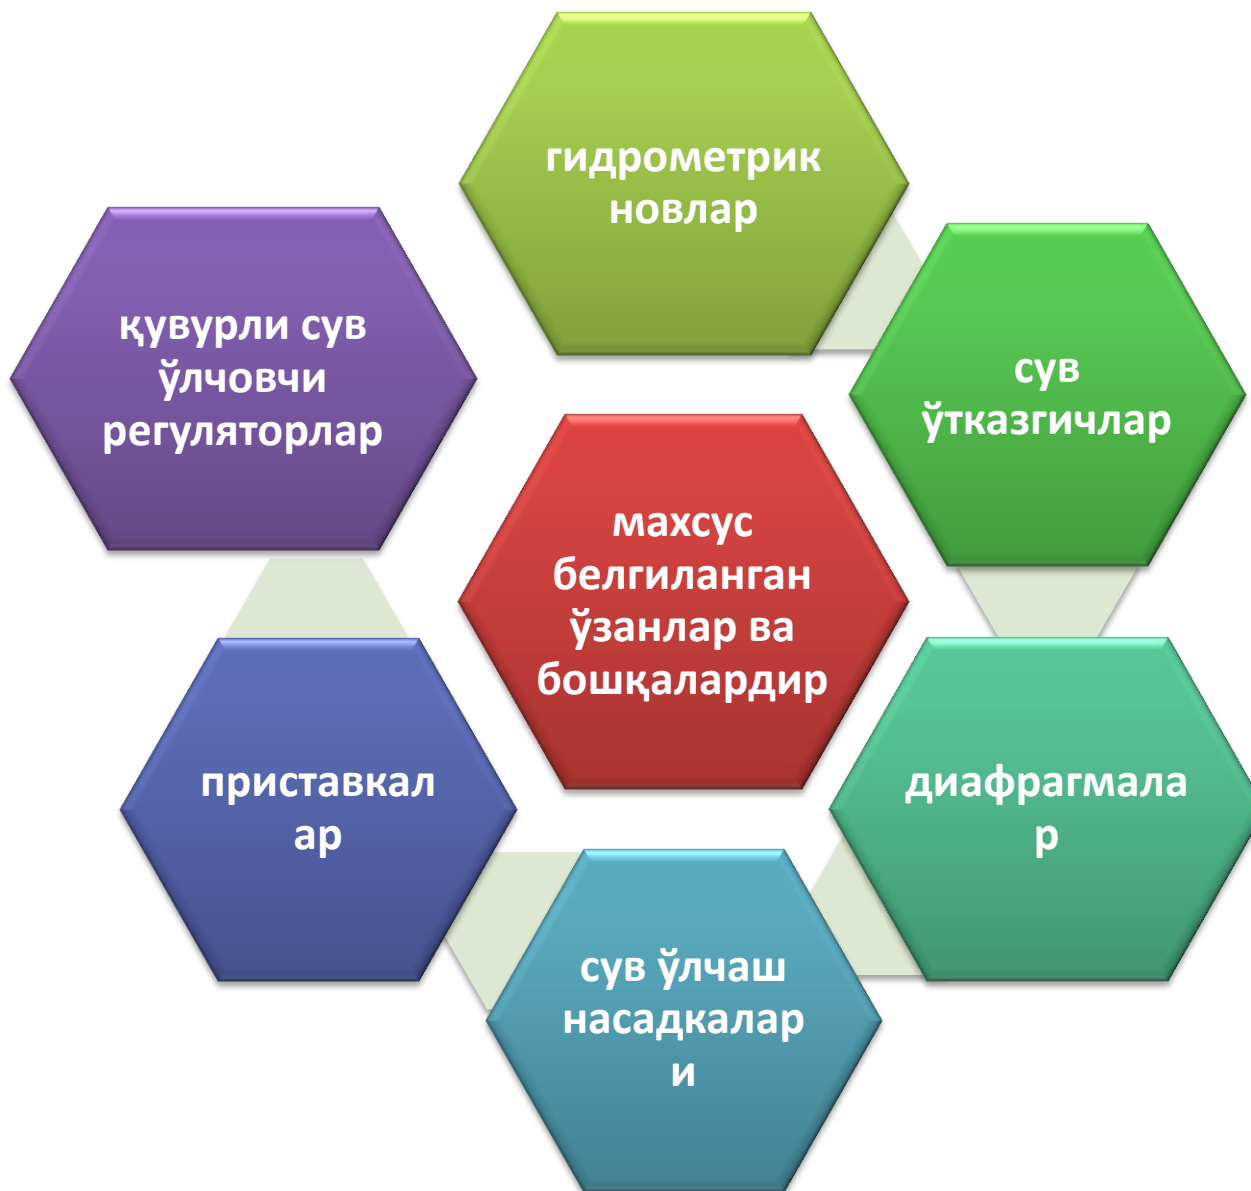 гидрометрик
новлар
сув
ўтказгичлар
диафрагмала
р
сув ўлчаш
насадкалар
и
приставкал
ар
қувурли сув
ўлчовчи
регуляторлар
махсус
белгиланган
ўзанлар ва
бошқалардир